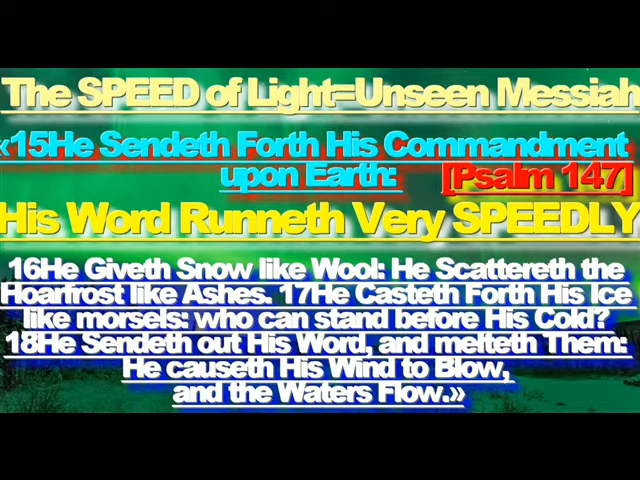 The SPEED of Light=Unseen Messiah
«15He Sendeth Forth His Commandment
upon Earth: [Psalm 147]
His Word Runneth Very SPEEDLY
16He Giveth Snow like Wool: He Scattereth the
Hoarfrost like Ashes. 17He Casteth Forth His Ice
like morsels: who can stand before His Cold?
18He Sendeth out His Word, and melteth Them:
He causeth His Wind to Blow,
and the Waters Flow.»